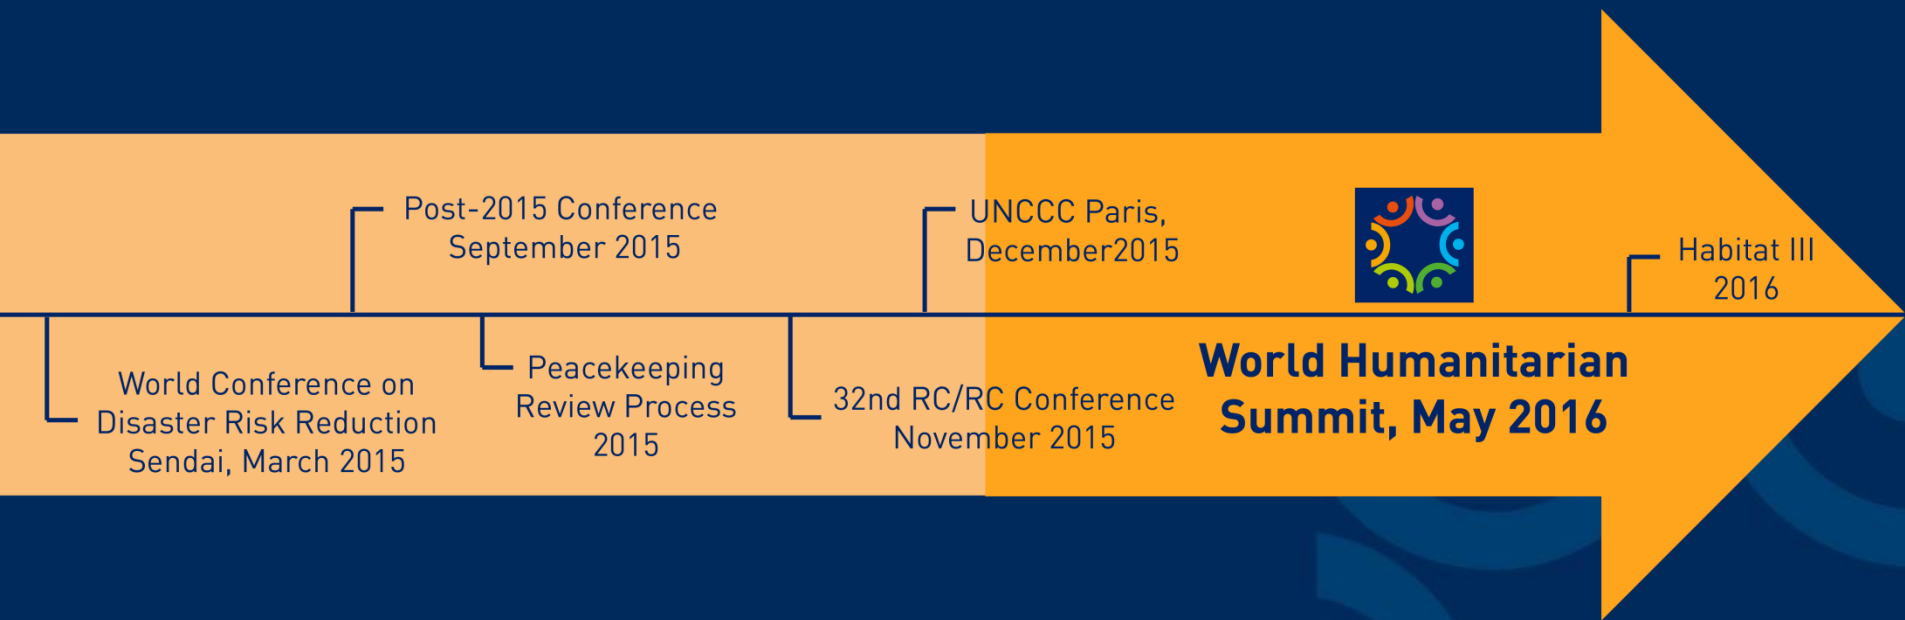 Post-2015 Conference
September 2015
UNCCC Paris,
December2015
Habitat III
2016
World Conference on
Disaster Risk Reduction
Sendai, March 2015
Peacekeeping
Review Process
2015
32nd RC/RC Conference
November 2015
World Humanitarian
Summit, May 2016